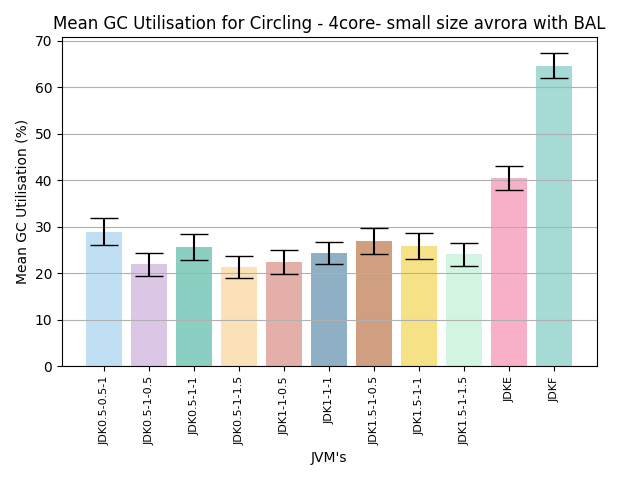 Mean GC Utilisation for Circling - 4core- small size avrora with BAL
Mean GC Utilisation (%)
70
60
50
40
30
20
10
0
JDK0.5-0.5-1
JDK0.5-1-0.5
JDK0.5-1-1
JDK0.5-1-1.5
JDK1-1-0.5
JDK1-1-1
JDK1.5-1-0.5
JDK1.5-1-1
JDK1.5-1-1.5
JDKE
JDKF
JVM's